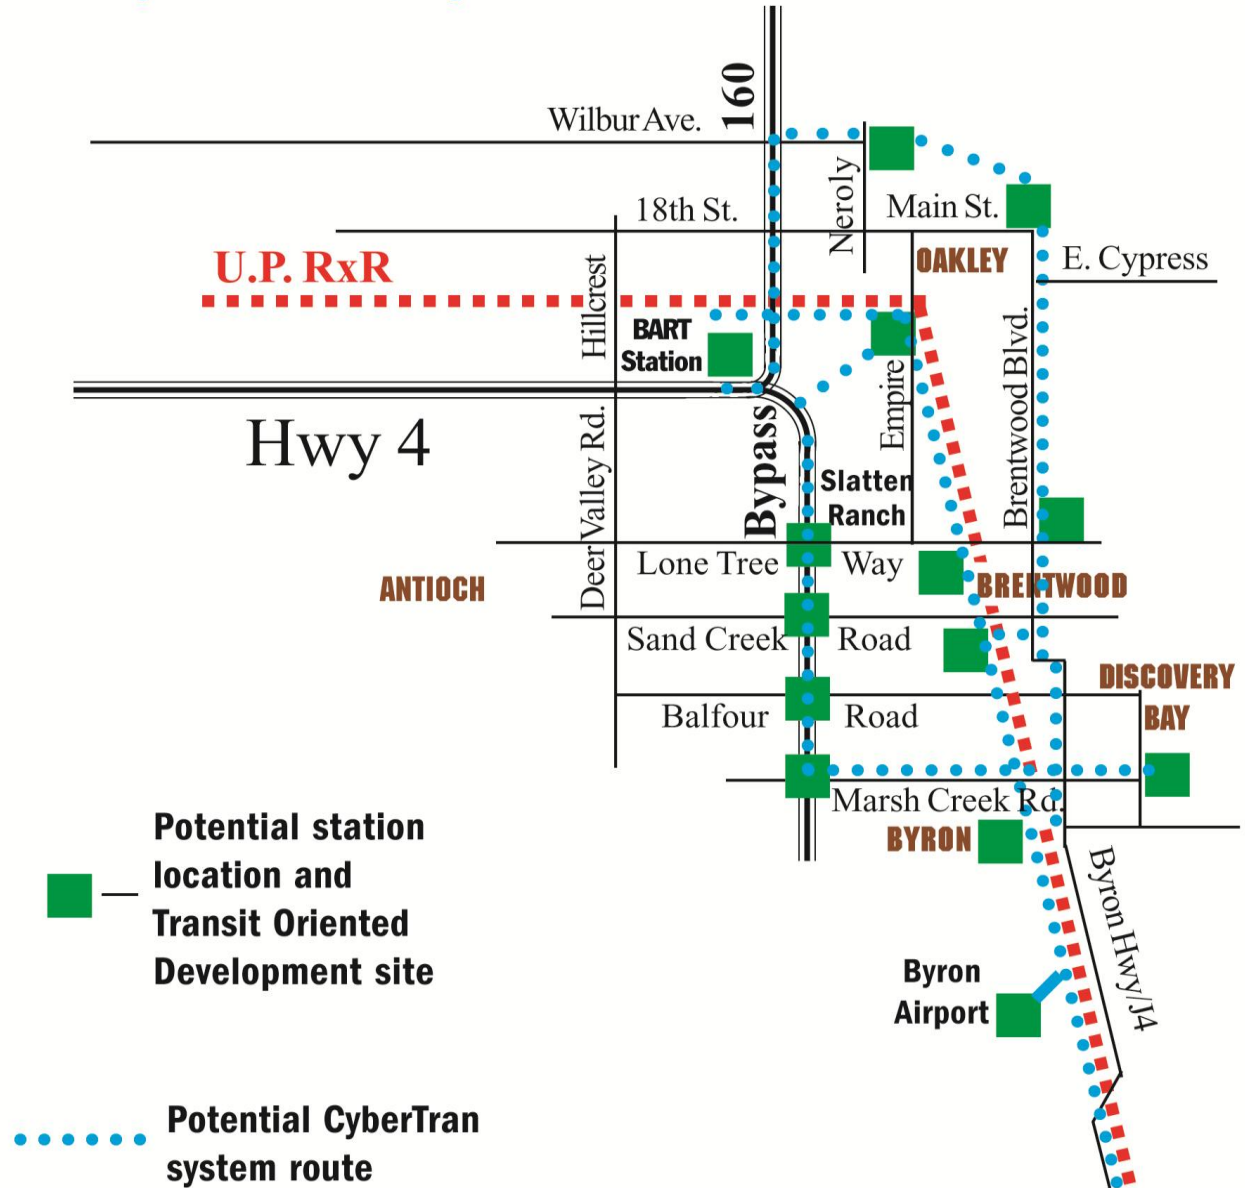 160
Wilbur Ave.
Neroly
18th St.
Main St.
OAKLEY
E. Cypress
U.P. RxR
Hillcrest
BART
Station
Empire
Brentwood Blvd.
Hwy 4
Bypass
Deer Valley Rd.
Slatten
Ranch
Lone Tree Way
ANTIOCH
BRENTWOOD
Sand Creek Road
DISCOVERY
BAY
Balfour Road
Marsh Creek Rd.
BYRON
Byron Hwy/J4
Byron
Airport
Potential station
location and
Transit Oriented
Development site
Potential CyberTran
system route